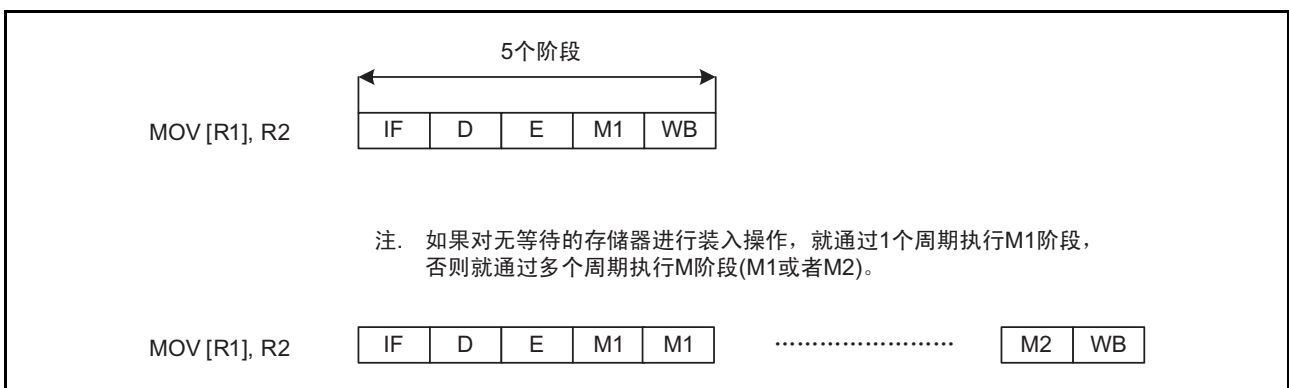 5个阶段
MOV [R1], R2 IF D E M1 WB
注. 如果对无等待的存储器进行装入操作，就通过1个周期执行M1阶段，
否则就通过多个周期执行M阶段(M1或者M2)。
MOV [R1], R2 IF D E M1 M1 ⋯⋯⋯⋯⋯⋯⋯⋯ M2 WB